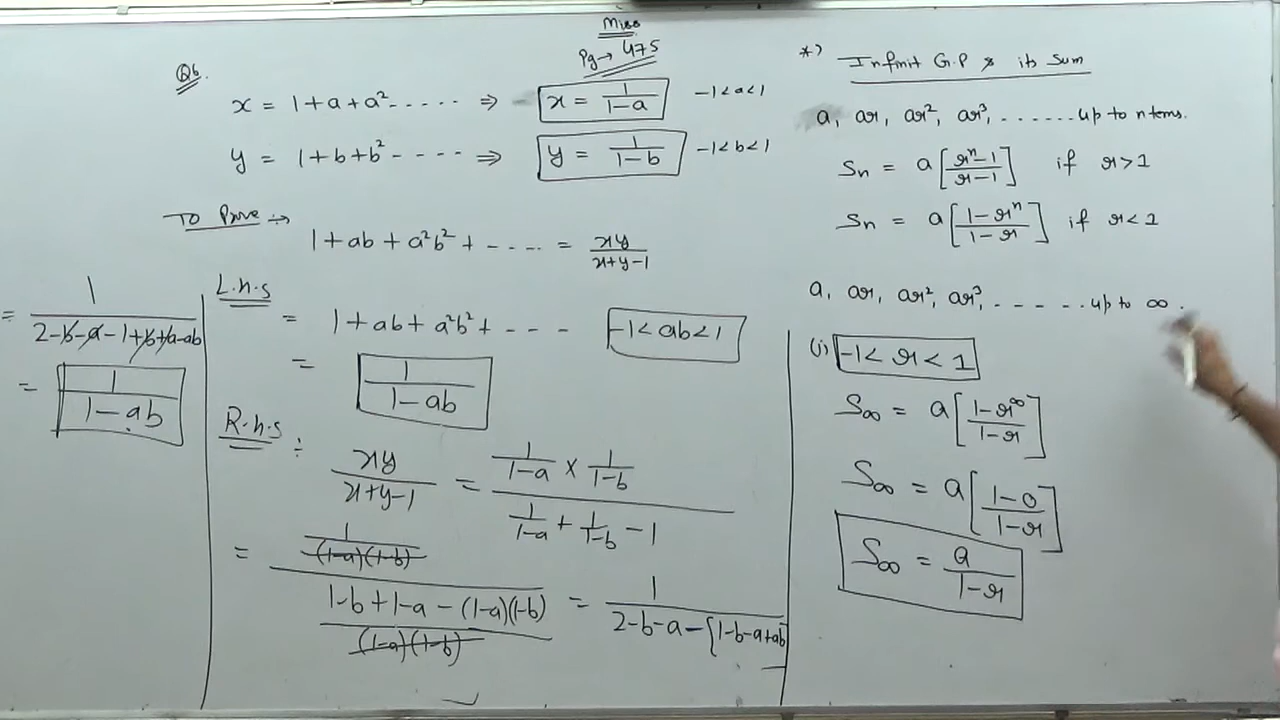 Misc
Pg → 475
Q6.
x = 1 + a + a² ..... ⇒ x = 1/(1-a) -1 < a < 1
y = 1 + b + b² ..... ⇒ y = 1/(1-b) -1 < b < 1
To Prove :→
1 + ab + a²b² + ..... = xy/(x+y-1)
L.h.s
= 1 + ab + a²b² + - - - -1 < ab < 1
= 1/(1-ab)
R.h.s :
xy/(x+y-1) = (1/(1-a) × 1/(1-b))/(1/(1-a) + 1/(1-b) - 1)
= (1/((1-a)(1-b)))/((1-b+1-a-(1-a)(1-b))/((1-a)(1-b))) = 1/(2-b-a-[1-b-a+ab])
= 1/(2-b-a-1+b+a-ab)
= 1/(1-ab)
*) Infinit G.P & its Sum
a, ar, ar², ar³, ....... up to n terms.
Sn = a[(rⁿ-1)/(r-1)] if r > 1
Sn = a[(1-rⁿ)/(1-r)] if r < 1
a, ar, ar², ar³, - - - - - .. up to ∞.
(i) -1 < r < 1
S∞ = a[(1-r^∞)/(1-r)]
S∞ = a[(1-0)/(1-r)]
S∞ = a/(1-r)